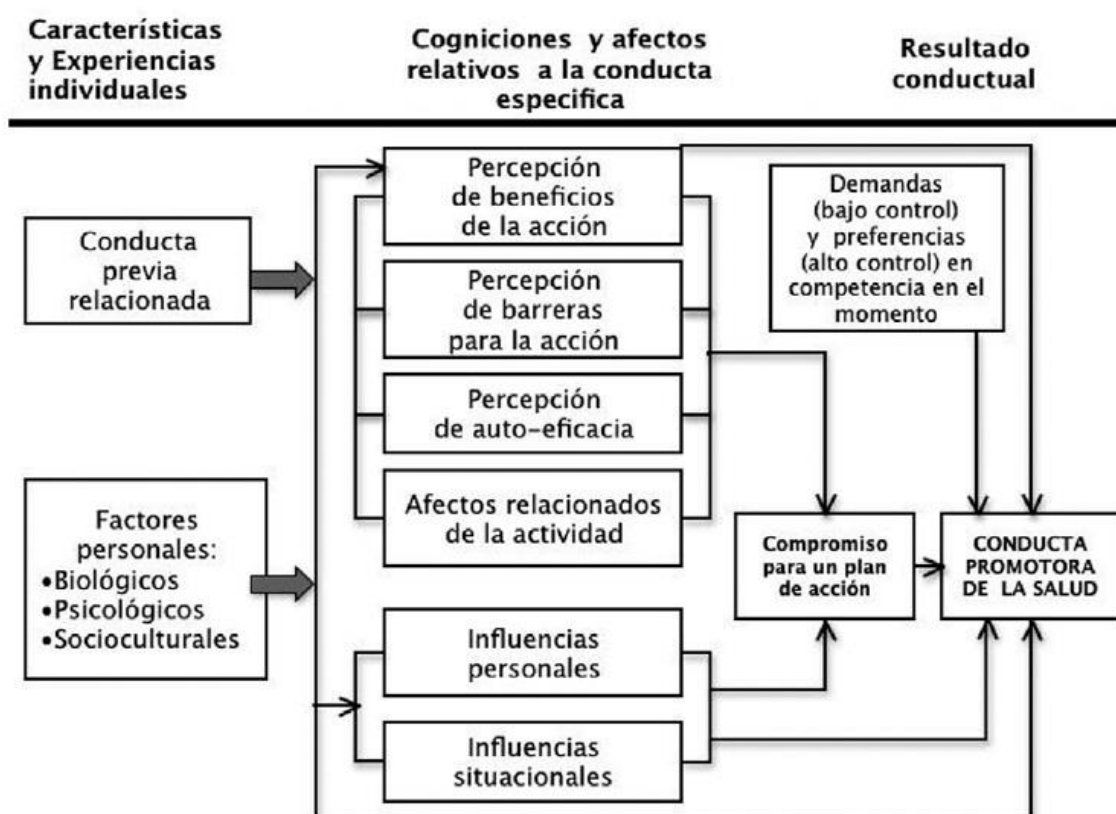 Características
y Experiencias
individuales
Cogniciones y afectos
relativos a la conducta
especifica
Resultado
conductual
Conducta
previa
relacionada
Factores
personales:
•Biológicos
•Psicológicos
•Socioculturales
Percepción
de beneficios
de la acción
Percepción
de barreras
para la acción
Percepción
de auto-eficacia
Afectos relacionados
de la actividad
Influencias
personales
Influencias
situacionales
Demandas
(bajo control)
y preferencias
(alto control) en
competencia en el
momento
Compromiso
para un plan
de acción
CONDUCTA
PROMOTORA
DE LA SALUD